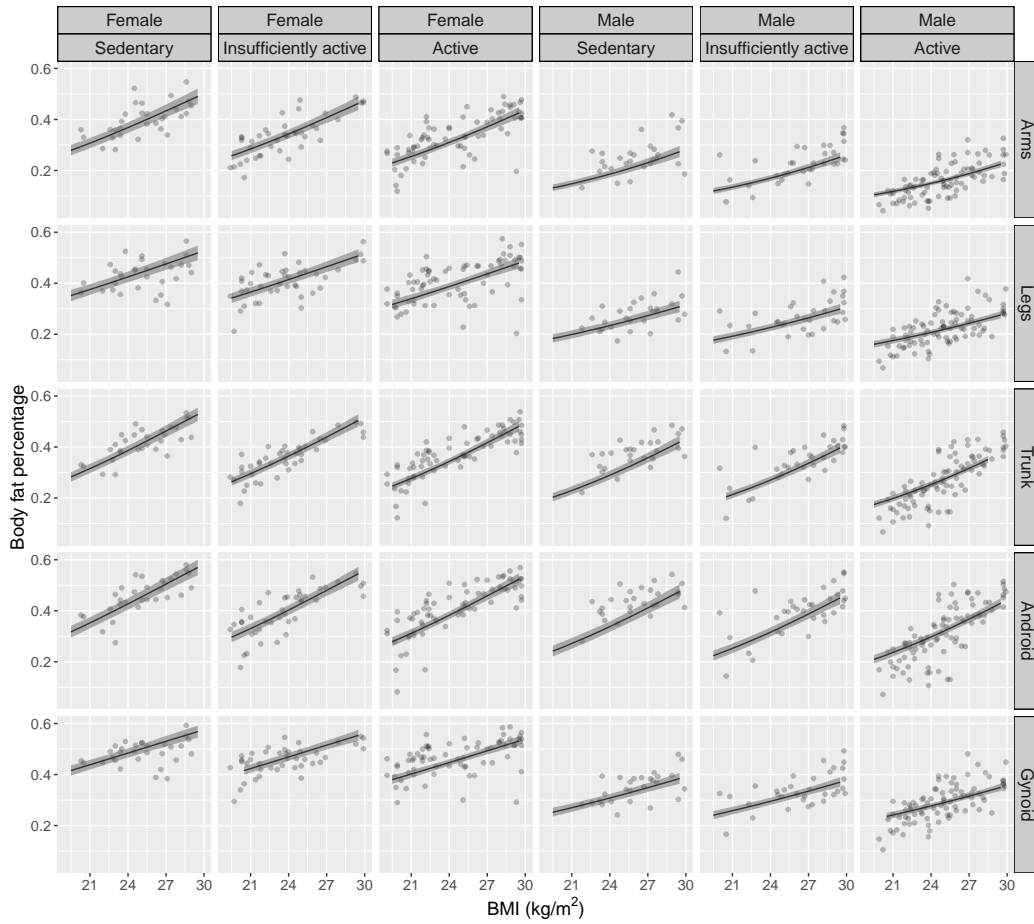 Female Female Female Male Male Male
Sedentary Insufficiently active Active Sedentary Insufficiently active Active
0.6
0.4
0.2
Arms
0.6
0.4
0.2
Legs
0.6
0.4
0.2
Trunk
0.6
0.4
0.2
Android
0.6
0.4
0.2
Gynoid
Body fat percentage
21 24 27 30 21 24 27 30 21 24 27 30 21 24 27 30 21 24 27 30 21 24 27 30
BMI (kg/m²)